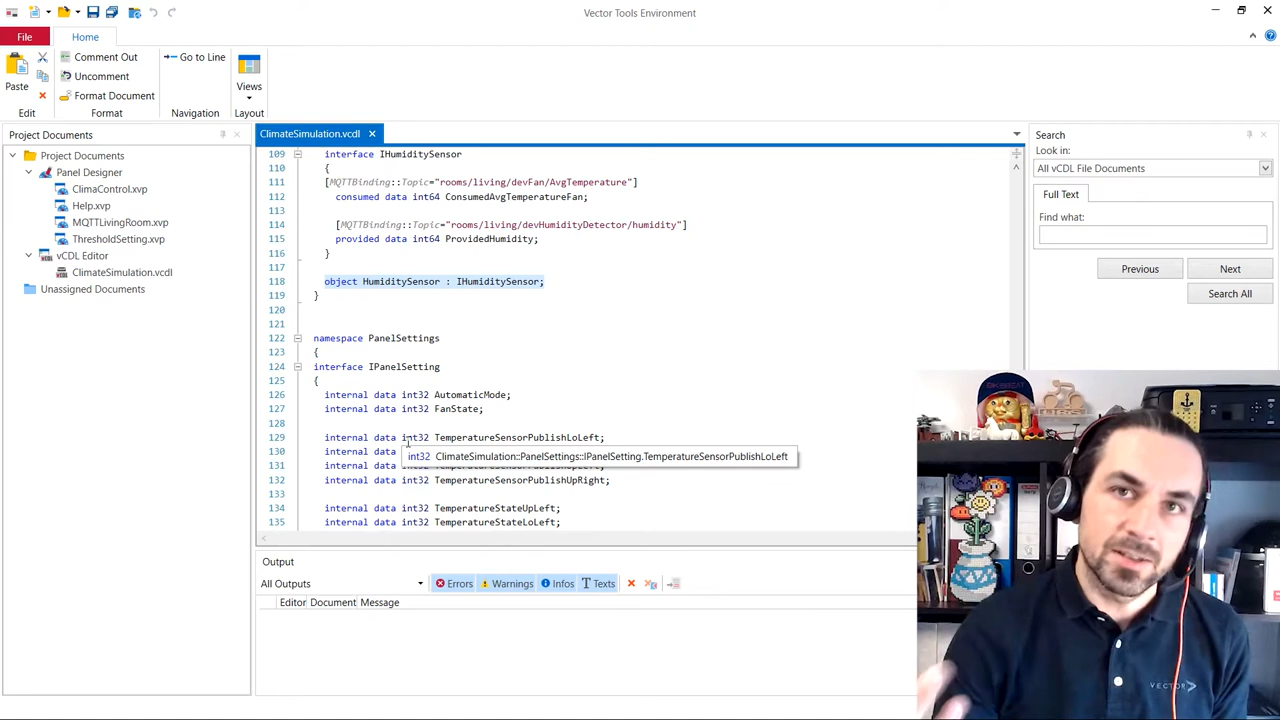 Vector Tools Environment
File
Home
Paste
Comment Out
Uncomment
Format Document
Go to Line
Views
Edit
Format
Navigation
Layout
Project Documents
Project Documents
Panel Designer
ClimaControl.xvp
Help.xvp
MQTTLivingRoom.xvp
ThresholdSetting.xvp
vCDL Editor
ClimateSimulation.vcdl
Unassigned Documents
ClimateSimulation.vcdl
109 interface IHumiditySensor
110 {
111 [MQTTBinding::Topic="rooms/living/devFan/AvgTemperature"]
112 consumed data int64 ConsumedAvgTemperatureFan;
113
114 [MQTTBinding::Topic="rooms/living/devHumidityDetector/humidity"]
115 provided data int64 ProvidedHumidity;
116 }
117
118 object HumiditySensor : IHumiditySensor;
119 }
120
121
122 namespace PanelSettings
123 {
124 interface IPanelSetting
125 {
126 internal data int32 AutomaticMode;
127 internal data int32 FanState;
128
129 internal data int32 TemperatureSensorPublishLoLeft;
130 internal data
int32 ClimateSimulation::PanelSettings::IPanelSetting.TemperatureSensorPublishLoLeft
131 internal data
132 internal data int32 TemperatureSensorPublishUpRight;
133
134 internal data int32 TemperatureStateUpLeft;
135 internal data int32 TemperatureStateLoLeft;
Output
All Outputs
Errors
Warnings
Infos
Texts
Editor Document Message
Search
Look in:
All vCDL File Documents
Full Text
Find what:
Previous
Next
Search All
VECTOR